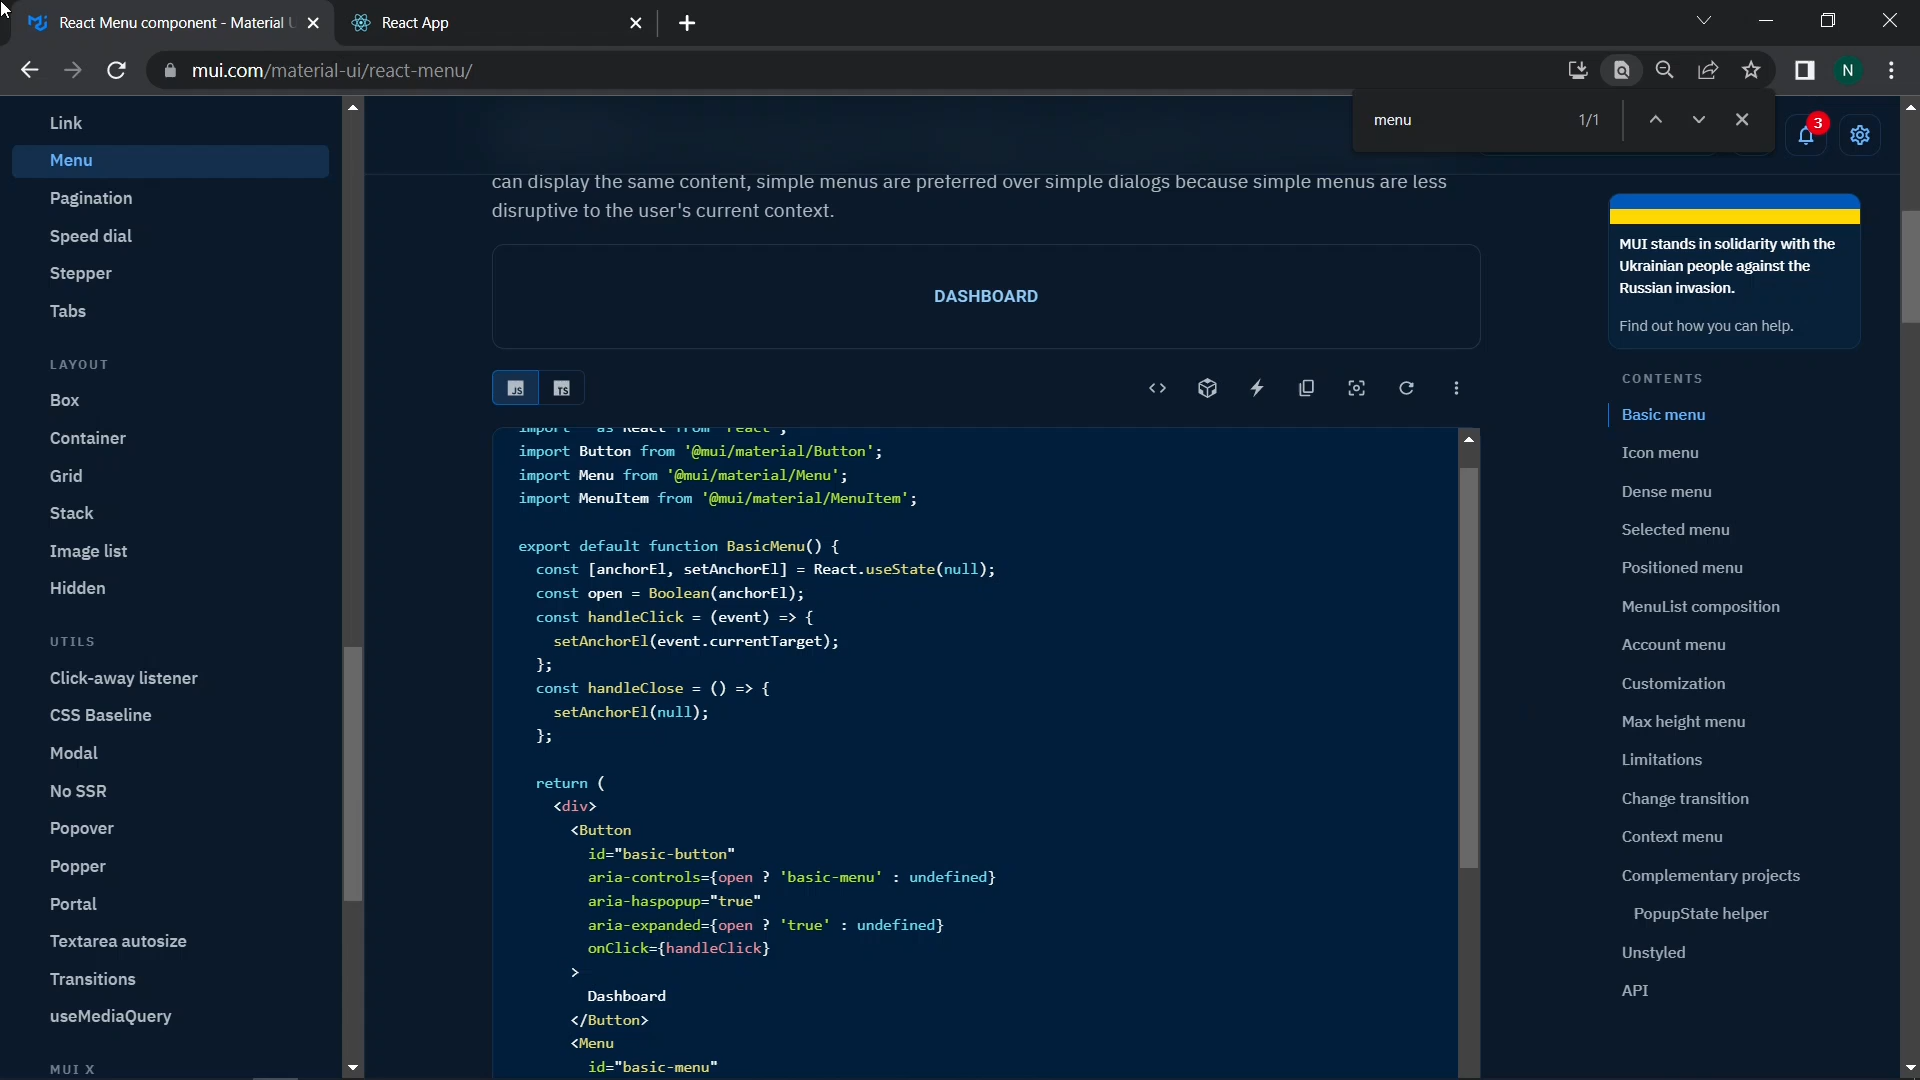 React Menu component - Material U
React App
mui.com/material-ui/react-menu/
N
menu
1/1
3
Link
Menu
Pagination
Speed dial
Stepper
Tabs
LAYOUT
Box
Container
Grid
Stack
Image list
Hidden
UTILS
Click-away listener
CSS Baseline
Modal
No SSR
Popover
Popper
Portal
Textarea autosize
Transitions
useMediaQuery
MUI X
can display the same content, simple menus are preferred over simple dialogs because simple menus are less
disruptive to the user's current context.
DASHBOARD
JS
TS
import * as React from 'react';
import Button from '@mui/material/Button';
import Menu from '@mui/material/Menu';
import MenuItem from '@mui/material/MenuItem';
export default function BasicMenu() {
const [anchorEl, setAnchorEl] = React.useState(null);
const open = Boolean(anchorEl);
const handleClick = (event) => {
setAnchorEl(event.currentTarget);
};
const handleClose = () => {
setAnchorEl(null);
};
return (
<div>
<Button
id="basic-button"
aria-controls={open ? 'basic-menu' : undefined}
aria-haspopup="true"
aria-expanded={open ? 'true' : undefined}
onClick={handleClick}
>
Dashboard
</Button>
<Menu
id="basic-menu"
MUI stands in solidarity with the
Ukrainian people against the
Russian invasion.
Find out how you can help.
CONTENTS
Basic menu
Icon menu
Dense menu
Selected menu
Positioned menu
MenuList composition
Account menu
Customization
Max height menu
Limitations
Change transition
Context menu
Complementary projects
PopupState helper
Unstyled
API